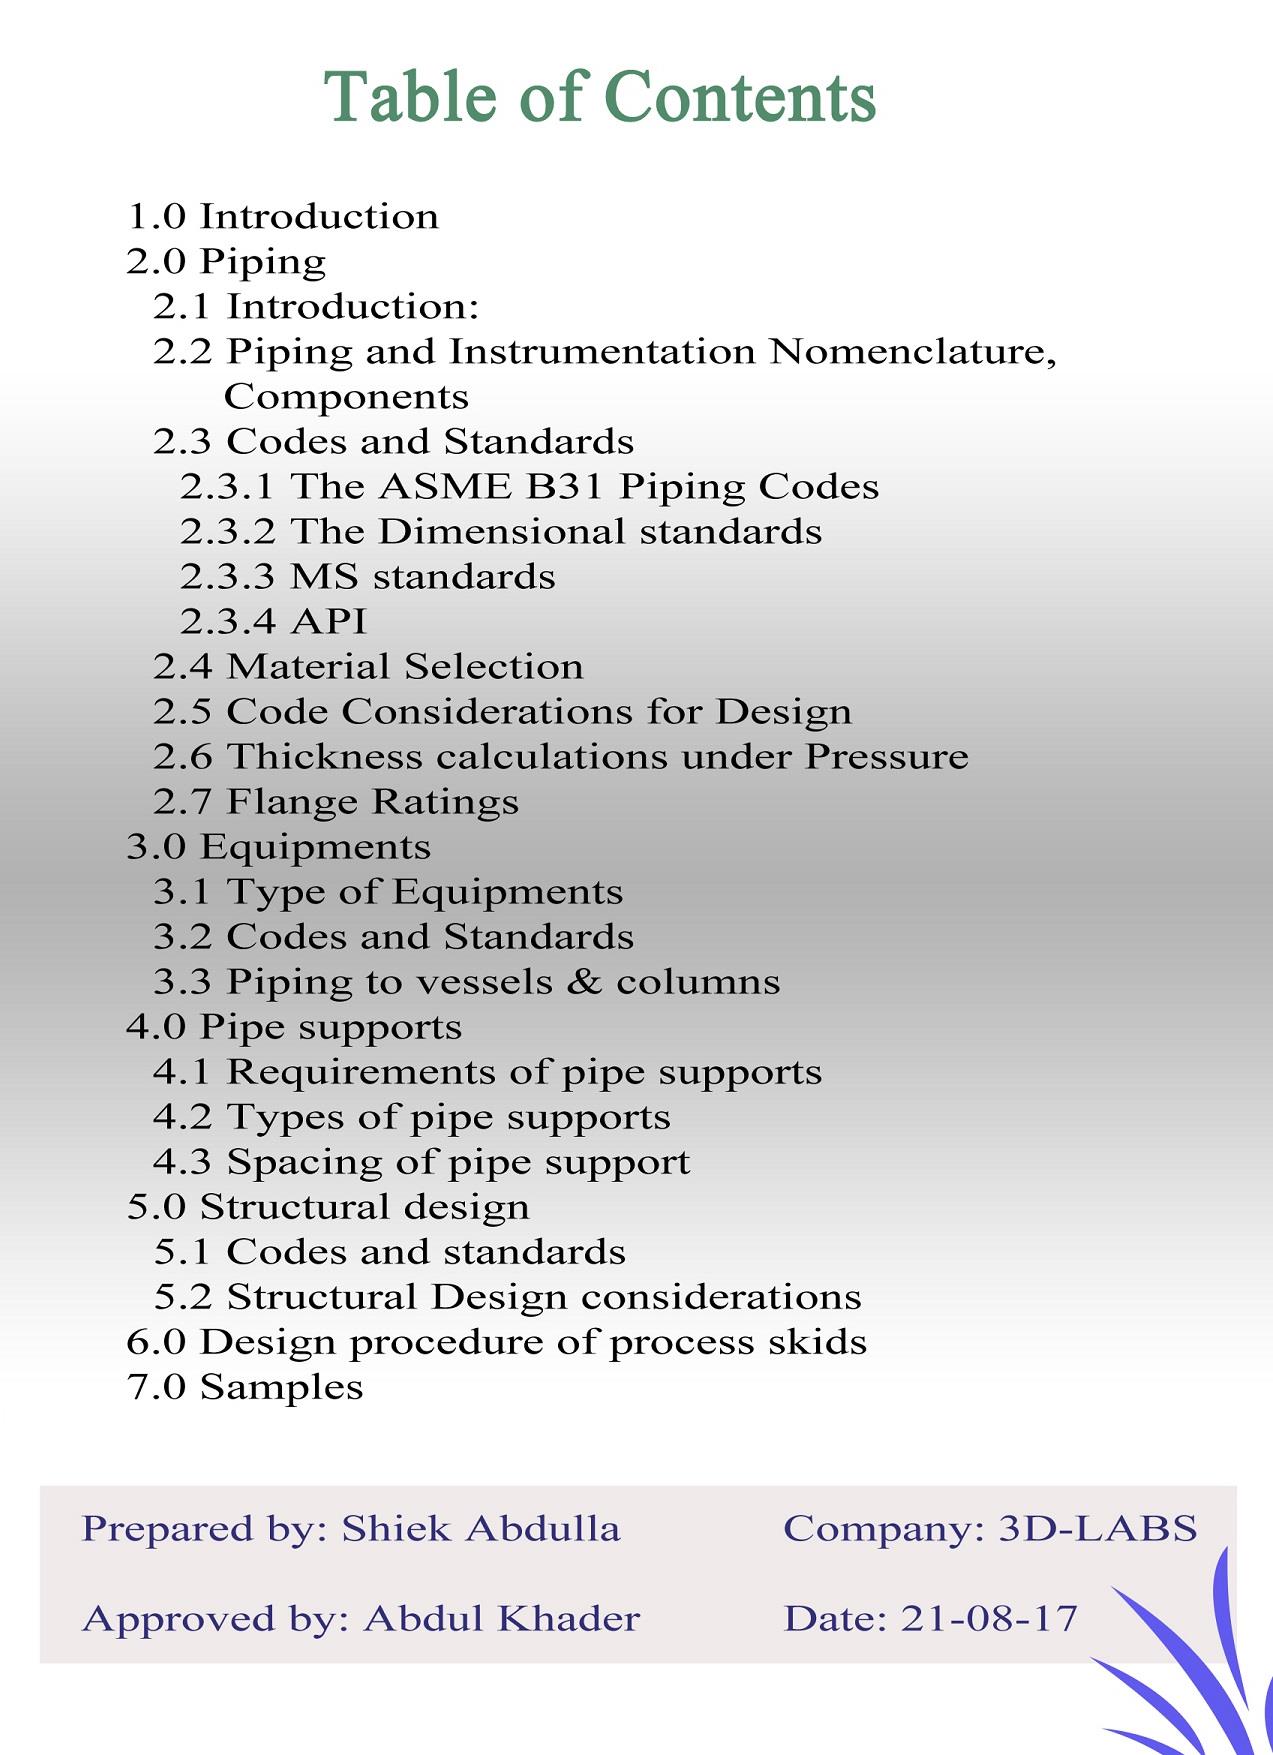 Table of Contents
1.0 Introduction
2.0 Piping
2.1 Introduction:
2.2 Piping and Instrumentation Nomenclature,
Components
2.3 Codes and Standards
2.3.1 The ASME B31 Piping Codes
2.3.2 The Dimensional standards
2.3.3 MS standards
2.3.4 API
2.4 Material Selection
2.5 Code Considerations for Design
2.6 Thickness calculations under Pressure
2.7 Flange Ratings
3.0 Equipments
3.1 Type of Equipments
3.2 Codes and Standards
3.3 Piping to vessels & columns
4.0 Pipe supports
4.1 Requirements of pipe supports
4.2 Types of pipe supports
4.3 Spacing of pipe support
5.0 Structural design
5.1 Codes and standards
5.2 Structural Design considerations
6.0 Design procedure of process skids
7.0 Samples
Prepared by: Shiek Abdulla
Company: 3D-LABS
Approved by: Abdul Khader
Date: 21-08-17